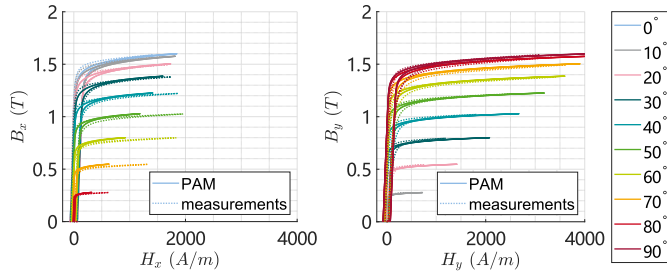 B_x (T)
2
1.5
1
0.5
0
0 2000 4000
H_x (A/m)
PAM
measurements
B_y (T)
2
1.5
1
0.5
0
0 2000 4000
H_y (A/m)
PAM
measurements
0°
10°
20°
30°
40°
50°
60°
70°
80°
90°